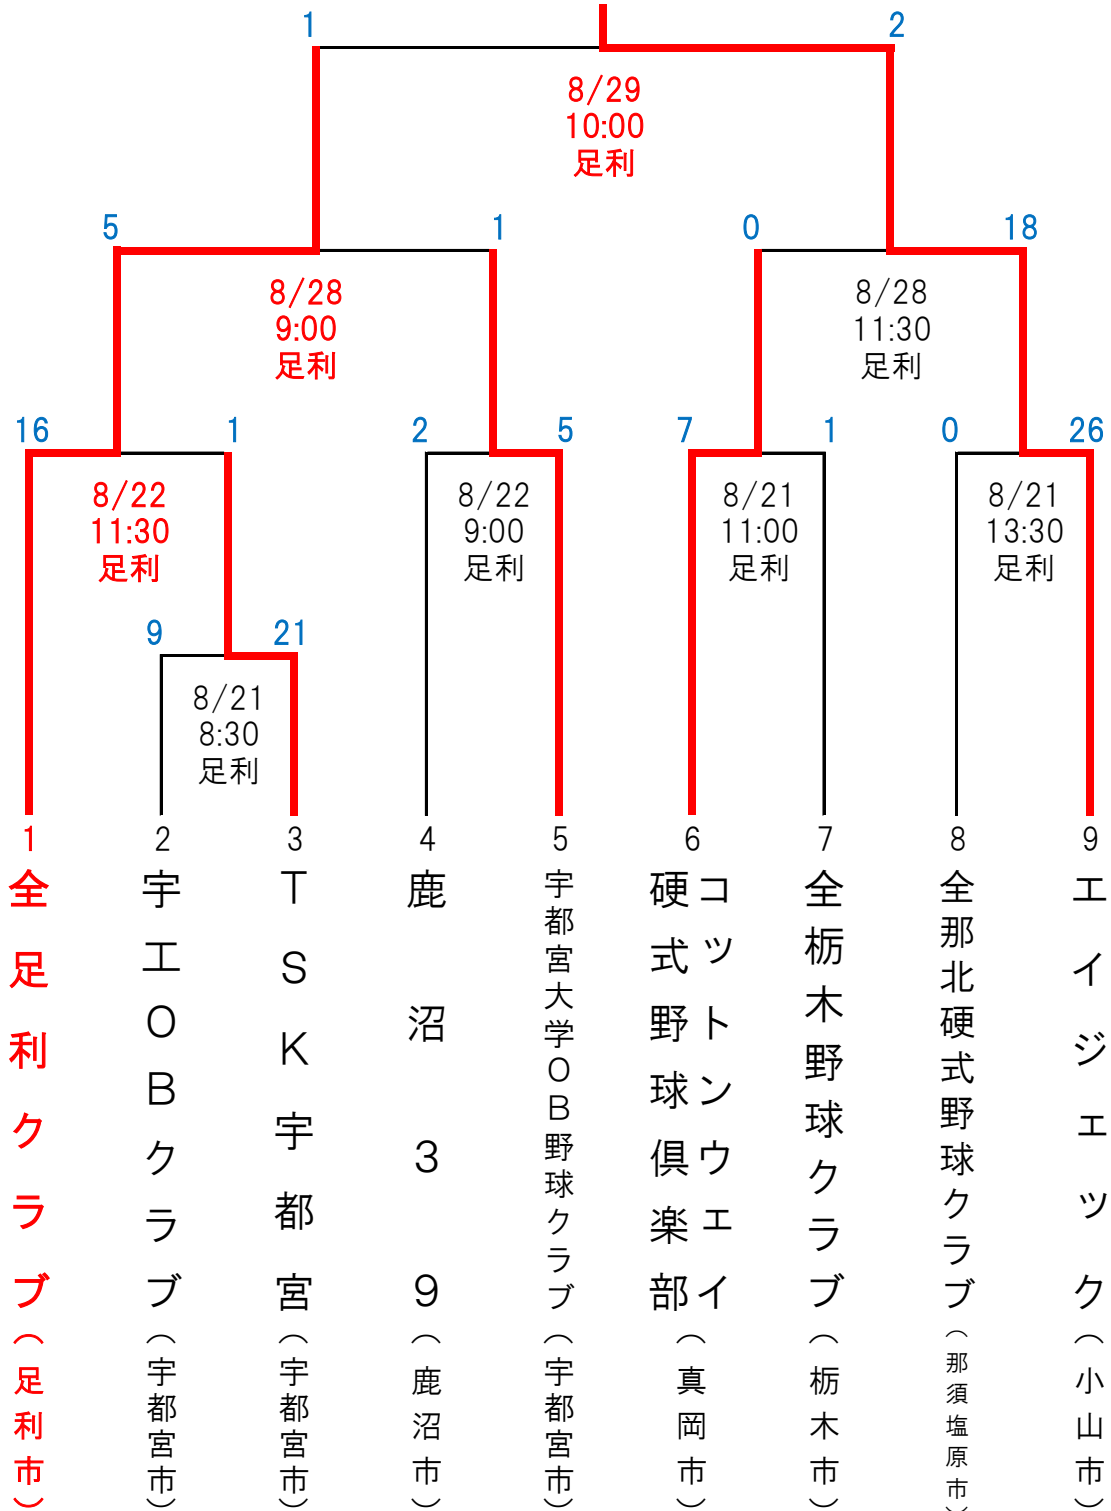 1 2
8/29
10:00
足利
5 1 0 18
8/28
9:00
足利
8/28
11:30
足利
16 1 2 5 7 1 0 26
8/22
11:30
足利
8/22
9:00
足利
8/21
11:00
足利
8/21
13:30
足利
9 21
8/21
8:30
足利
1
全足利クラブ（足利市）
2
宇工OBクラブ（宇都宮市）
3
TSK宇都宮（宇都宮市）
4
鹿沼39（鹿沼市）
5
宇都宮大学OB野球クラブ（宇都宮市）
6
コットンウェイ
硬式野球倶楽部
（真岡市）
7
全栃木野球クラブ（栃木市）
8
全那北硬式野球クラブ（那須塩原市）
9
エイジェック（小山市）